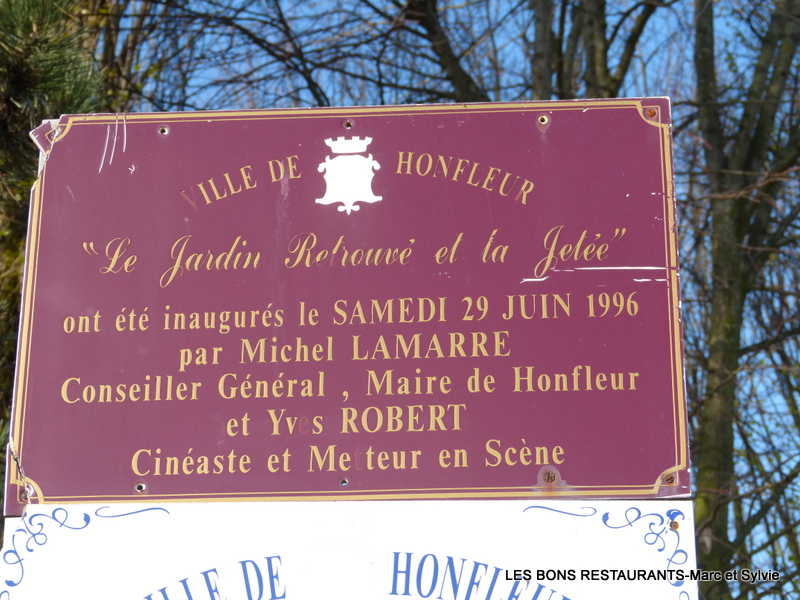 VILLE DE HONFLEUR
"Le Jardin Retrouvé et la Jetée"
ont été inaugurés le SAMEDI 29 JUIN 1996
par Michel LAMARRE
Conseiller Général , Maire de Honfleur
et Yves ROBERT
Cinéaste et Metteur en Scène
VILLE DE HONFLEUR
LES BONS RESTAURANTS-Marc et Sylvie